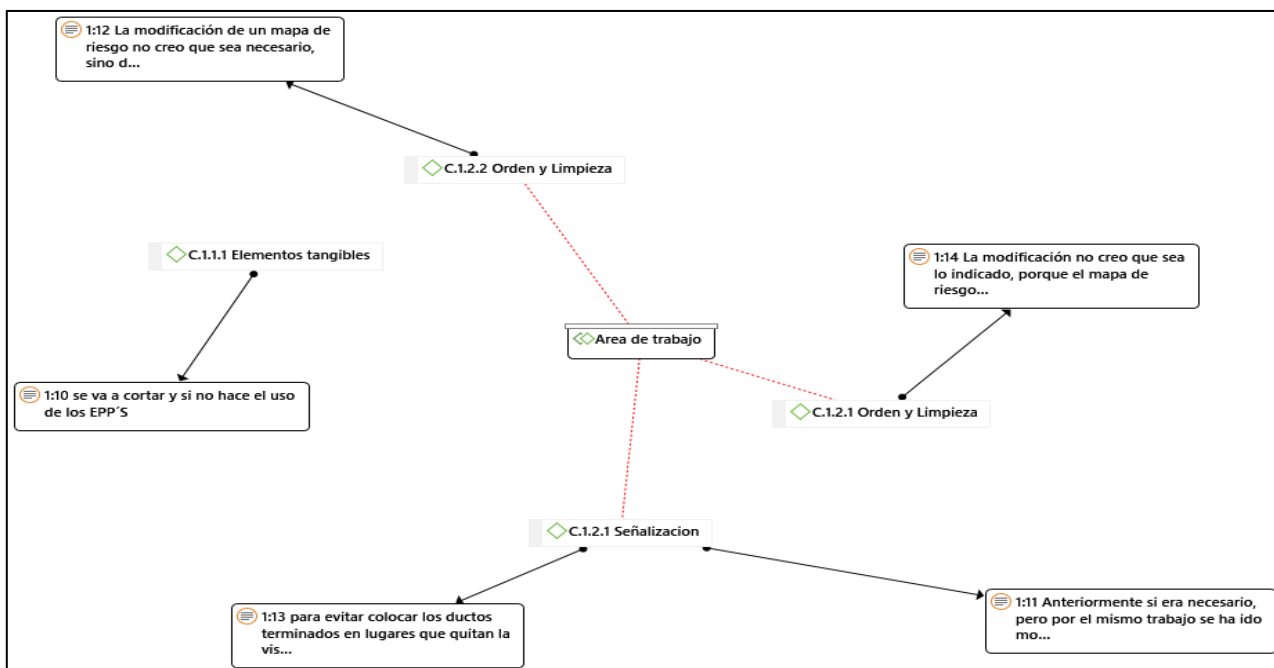 1:12 La modificación de un mapa de
riesgo no creo que sea necesario,
sino d...
C.1.2.2 Orden y Limpieza
C.1.1.1 Elementos tangibles
1:14 La modificación no creo que sea
lo indicado, porque el mapa de
riesgo...
Area de trabajo
1:10 se va a cortar y si no hace el uso
de los EPP´S
C.1.2.1 Orden y Limpieza
C.1.2.1 Señalizacion
1:13 para evitar colocar los ductos
terminados en lugares que quitan la
vis...
1:11 Anteriormente si era necesario,
pero por el mismo trabajo se ha ido
mo...